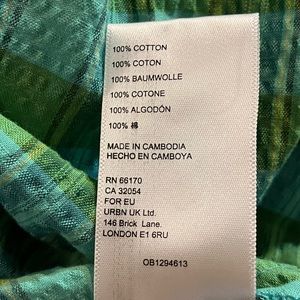 100% COTTON
100% COTON
100% BAUMWOLLE
100% COTONE
100% ALGODÓN
100% 棉
MADE IN CAMBODIA
HECHO EN CAMBOYA
RN 66170
CA 32054
FOR EU
URBN UK Ltd.
146 Brick Lane.
LONDON E1 6RU
OB1294613